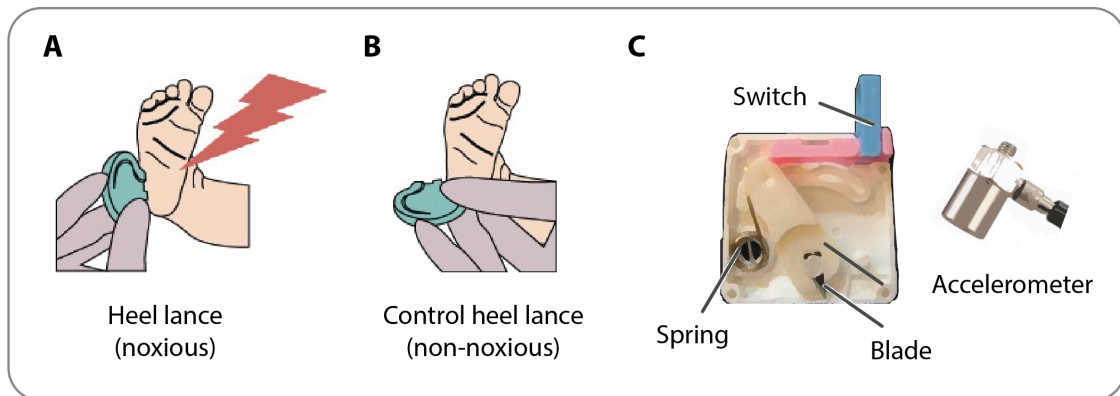 A
B
C
Switch
Spring
Blade
Accelerometer
Heel lance
(noxious)
Control heel lance
(non-noxious)